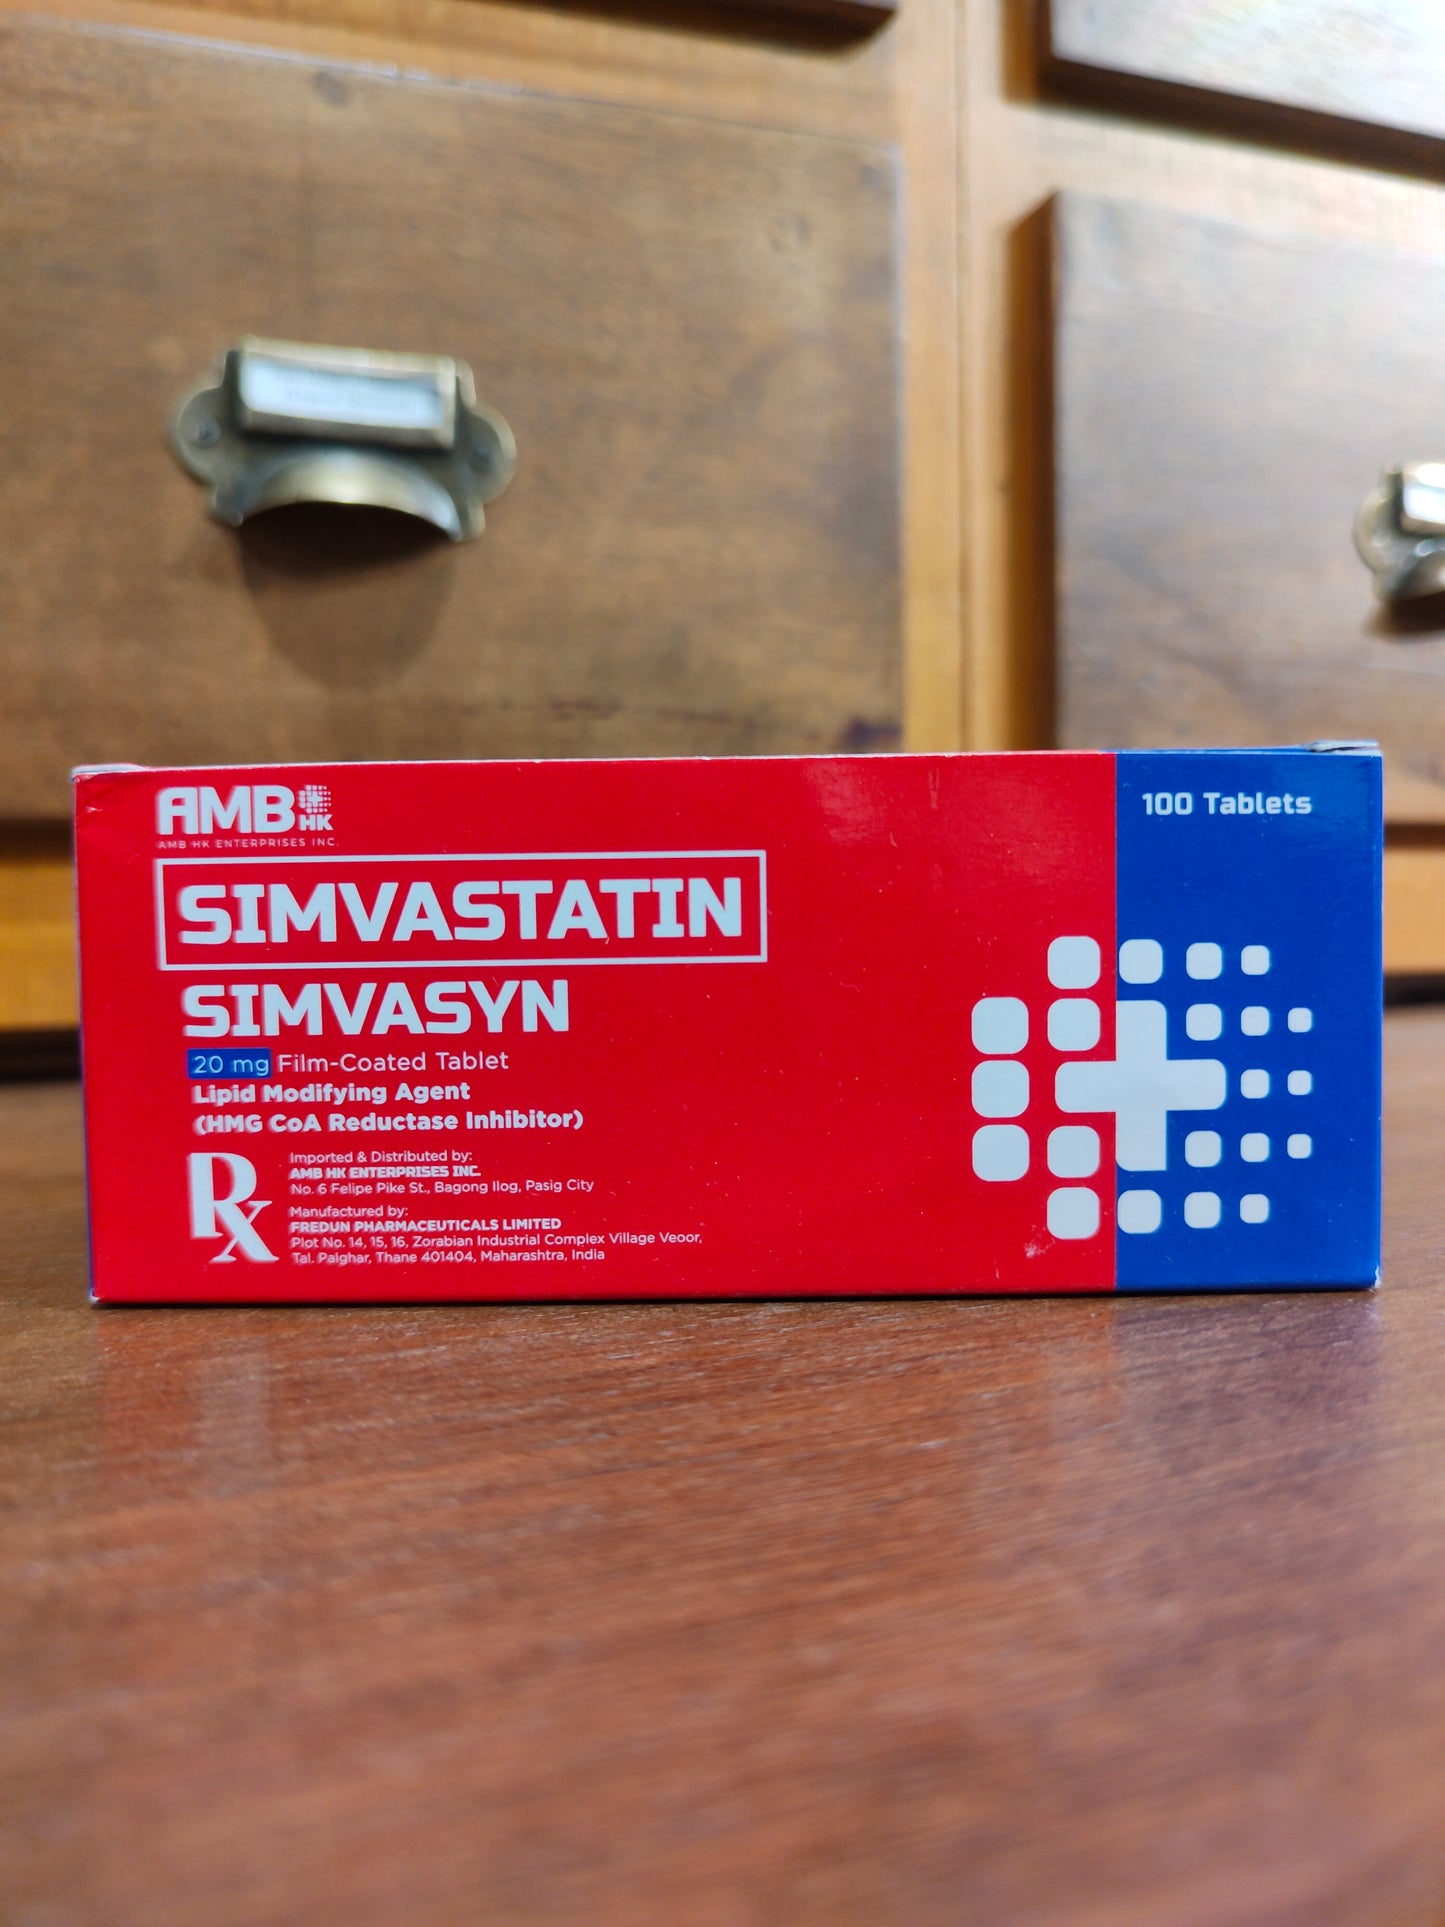 AMB HK
AMB HK ENTERPRISES INC.
100 Tablets
SIMVASTATIN
SIMVASYN
20 mg Film-Coated Tablet
Lipid Modifying Agent
(HMG CoA Reductase Inhibitor)
Rx
Imported & Distributed by:
AMB HK ENTERPRISES INC.
No. 6 Felipe Pike St., Bagong Ilog, Pasig City
Manufactured by:
FREDUN PHARMACEUTICALS LIMITED
Plot No. 14, 15, 16, Zorabian Industrial Complex Village Veoor,
Tal. Palghar, Thane 401404, Maharashtra, India